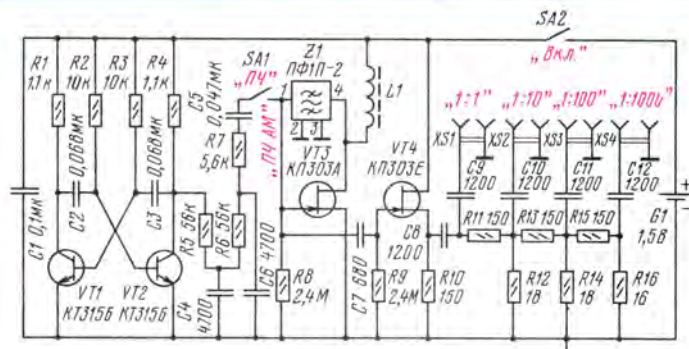 SA2
„Вкл."
R1
1,1к
R2
10к
R3
10к
R4
1,1к
SA1
„ПЧ"
Z1
ПФ1П-2
1
4
2
3
L1
C5
0,047мк
R7
5,6к
„ПЧ АМ"
VT3
КП303А
VT4
КП303Е
„1:1"
„1:10"
„1:100"
„1:1000"
XS1
XS2
XS3
XS4
C9
1200
C10
1200
C11
1200
C12
1200
0,068мк
C2
0,068мк
C3
C1 0,1мк
R5 56к
R6 56к
C6 4700
C4
4700
R8
2,4М
C7 680
R9
2,4М
C8
1200
R10
150
R11 150
R13 150
R15 150
R12
18
R14
18
R16
16
G1
1,5В
+
VT1
КТ315Б
VT2
КТ315Б